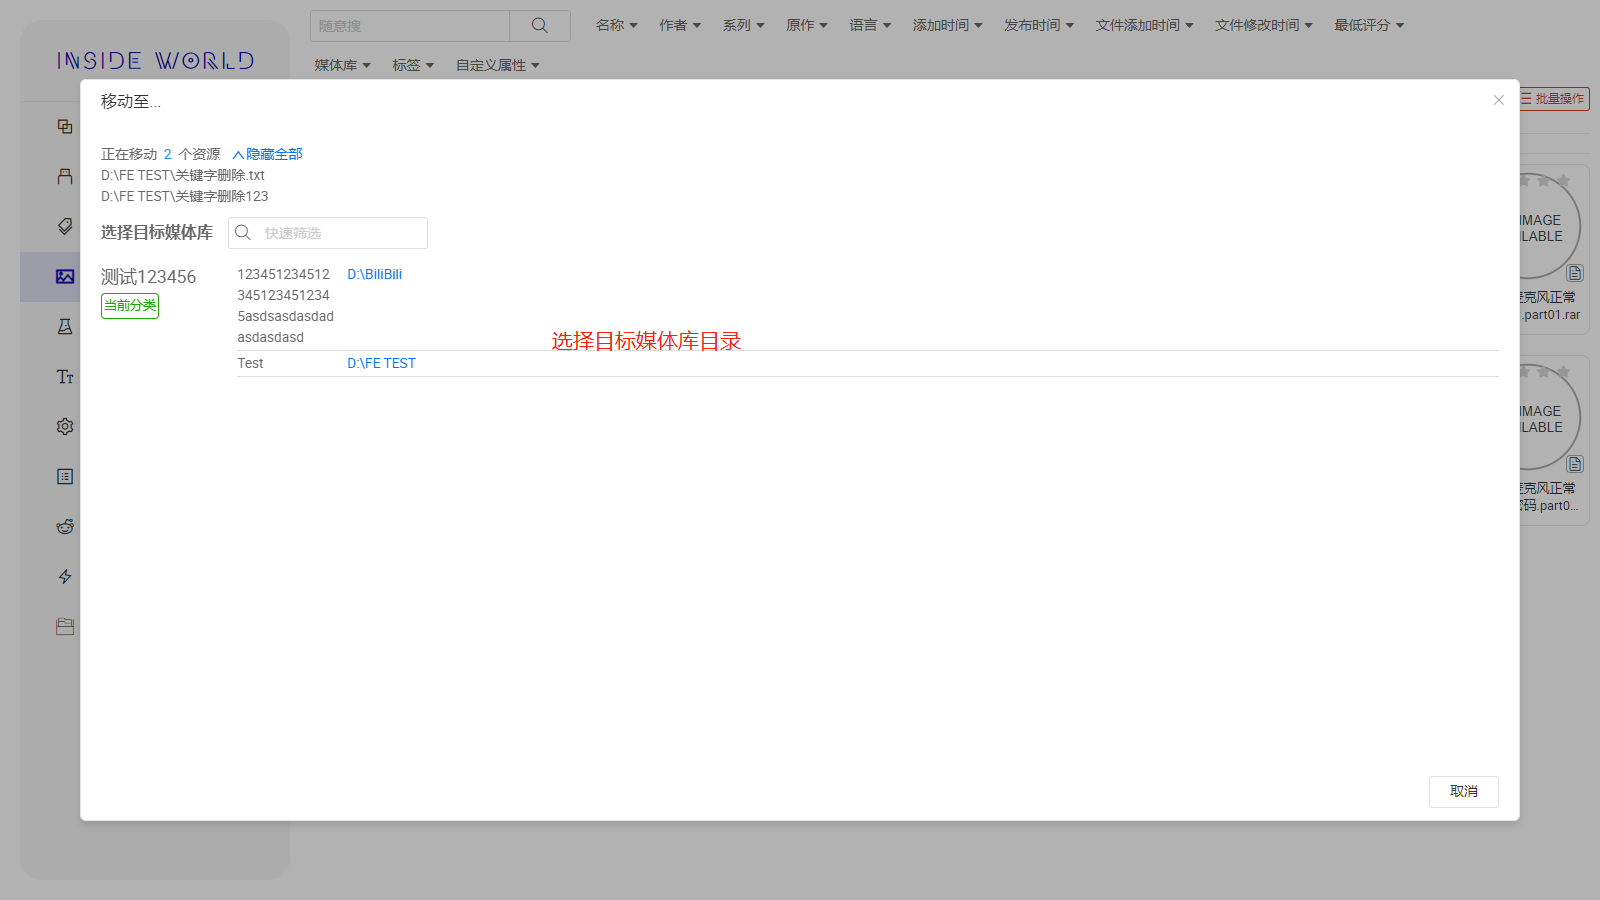 随意搜
名称 作者 系列 原作 语言 添加时间 发布时间 文件添加时间 文件修改时间 最低评分
INSIDE WORLD
媒体库 标签 自定义属性
移动至...
批量操作
正在移动 2 个资源 隐藏全部
D:\FE TEST\关键字删除.txt
D:\FE TEST\关键字删除123
选择目标媒体库 快速筛选
测试123456
当前分类
123451234512 D:\BiliBili
345123451234
5asdsasdasdad
asdasdasd
选择目标媒体库目录
Test D:\FE TEST
IMAGE
ILABLE
克风正常
.part01.rar
IMAGE
ILABLE
克风正常
码.part0...
取消